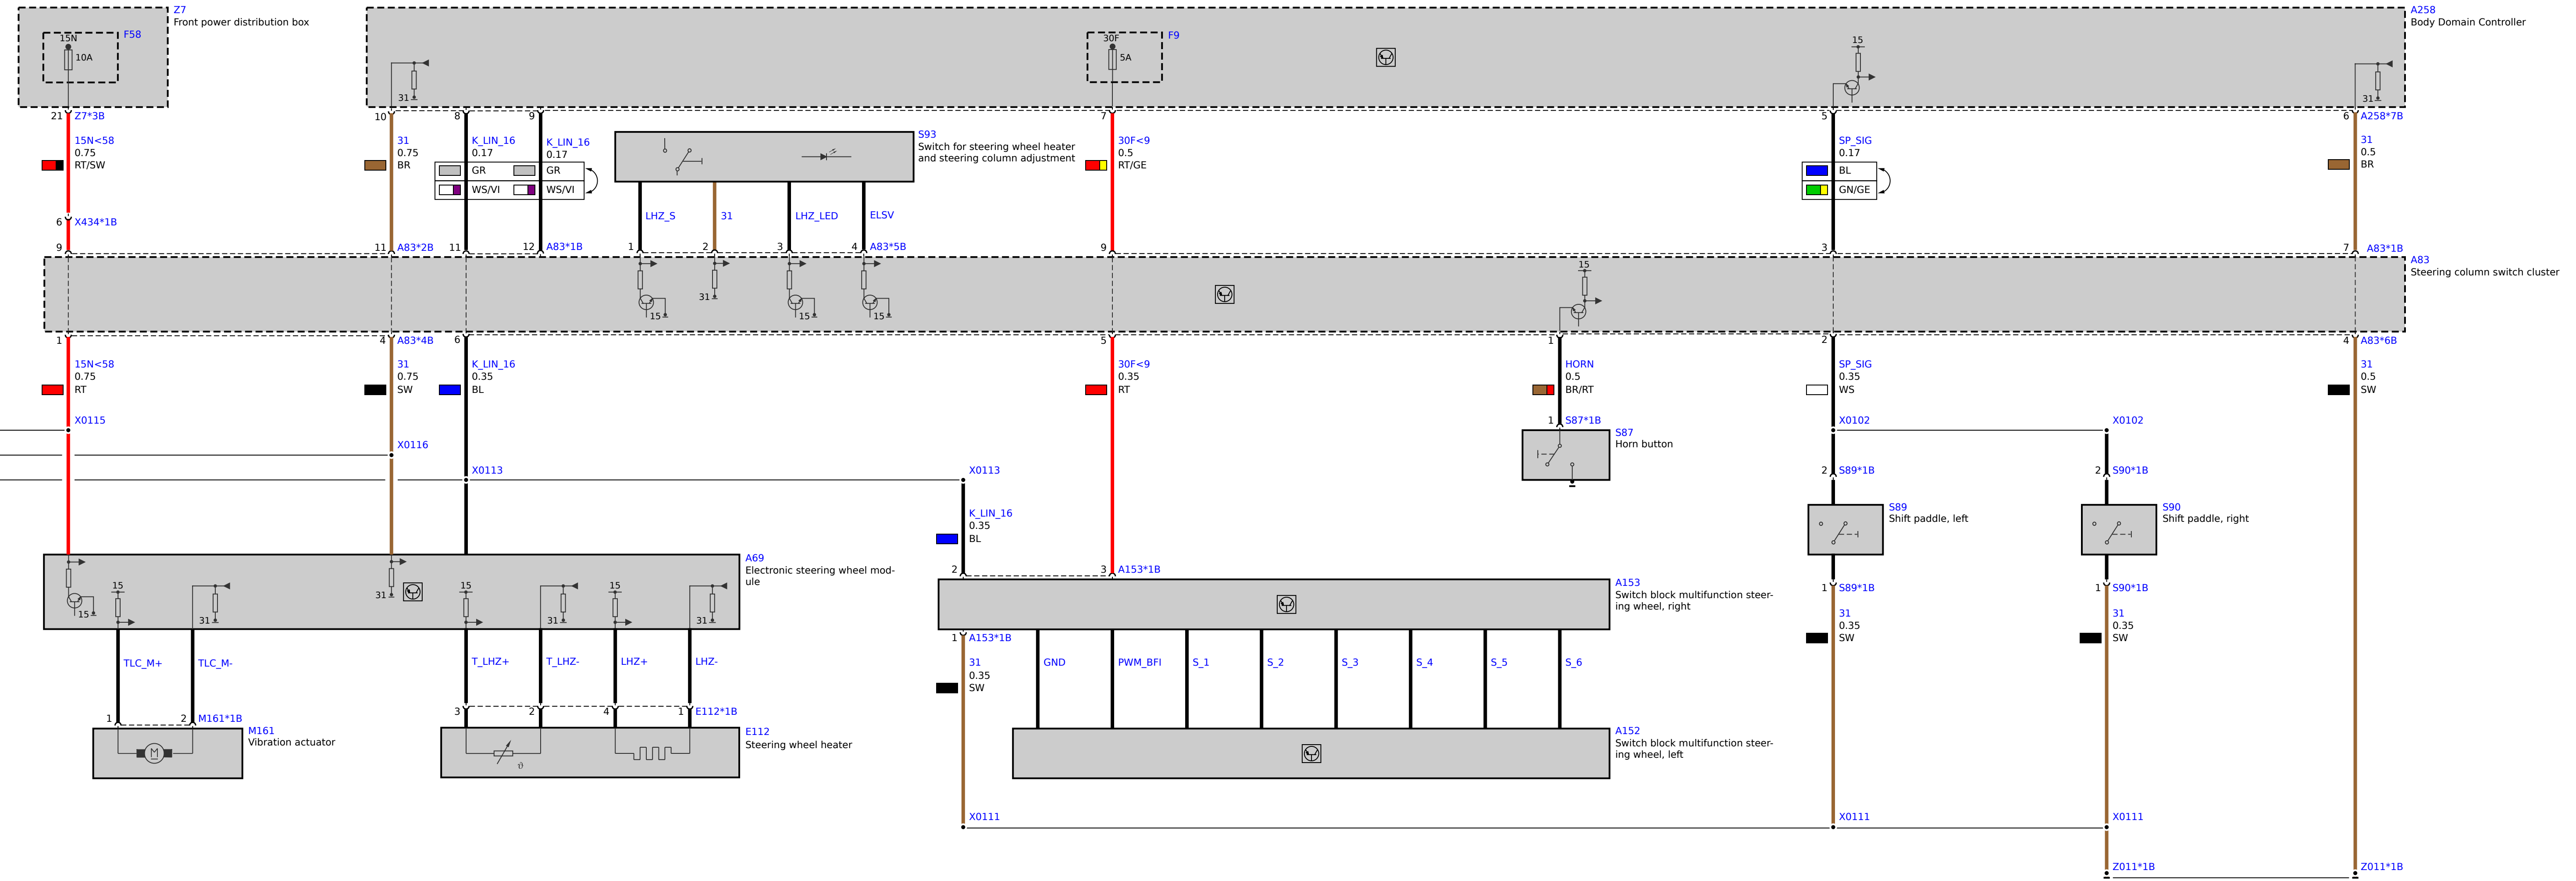 Z7
Front power distribution box
F58
15N
10A
31
30F
5A
F9
15
31
A258
Body Domain Controller
21
Z7*3B
10
8
9
7
5
6
A258*7B
15N<58
0.75
RT/SW
31
0.75
BR
K_LIN_16
0.17
GR
WS/VI
K_LIN_16
0.17
GR
WS/VI
S93
Switch for steering wheel heater
and steering column adjustment
30F<9
0.5
RT/GE
SP_SIG
0.17
BL
GN/GE
31
0.5
BR
6
X434*1B
LHZ_S
31
LHZ_LED
ELSV
9
11
A83*2B
11
12
A83*1B
1
2
3
4
A83*5B
9
3
7
A83*1B
A83
Steering column switch cluster
15
31
15
15
15
1
4
A83*4B
6
5
1
2
4
A83*6B
15N<58
0.75
RT
31
0.75
SW
K_LIN_16
0.35
BL
30F<9
0.35
RT
HORN
0.5
BR/RT
SP_SIG
0.35
WS
31
0.5
SW
X0115
X0116
X0113
X0113
1
S87*1B
S87
Horn button
X0102
X0102
2
S89*1B
2
S90*1B
S89
Shift paddle, left
S90
Shift paddle, right
K_LIN_16
0.35
BL
A69
Electronic steering wheel mod-
ule
15
15
31
31
15
31
15
31
2
3
A153*1B
A153
Switch block multifunction steer-
ing wheel, right
1
S89*1B
1
S90*1B
31
0.35
SW
31
0.35
SW
TLC_M+
TLC_M-
T_LHZ+
T_LHZ-
LHZ+
LHZ-
1
A153*1B
31
0.35
SW
GND
PWM_BFI
S_1
S_2
S_3
S_4
S_5
S_6
1
2
M161*1B
3
2
4
1
E112*1B
M161
Vibration actuator
M
E112
Steering wheel heater
ϑ
A152
Switch block multifunction steer-
ing wheel, left
X0111
X0111
X0111
Z011*1B
Z011*1B